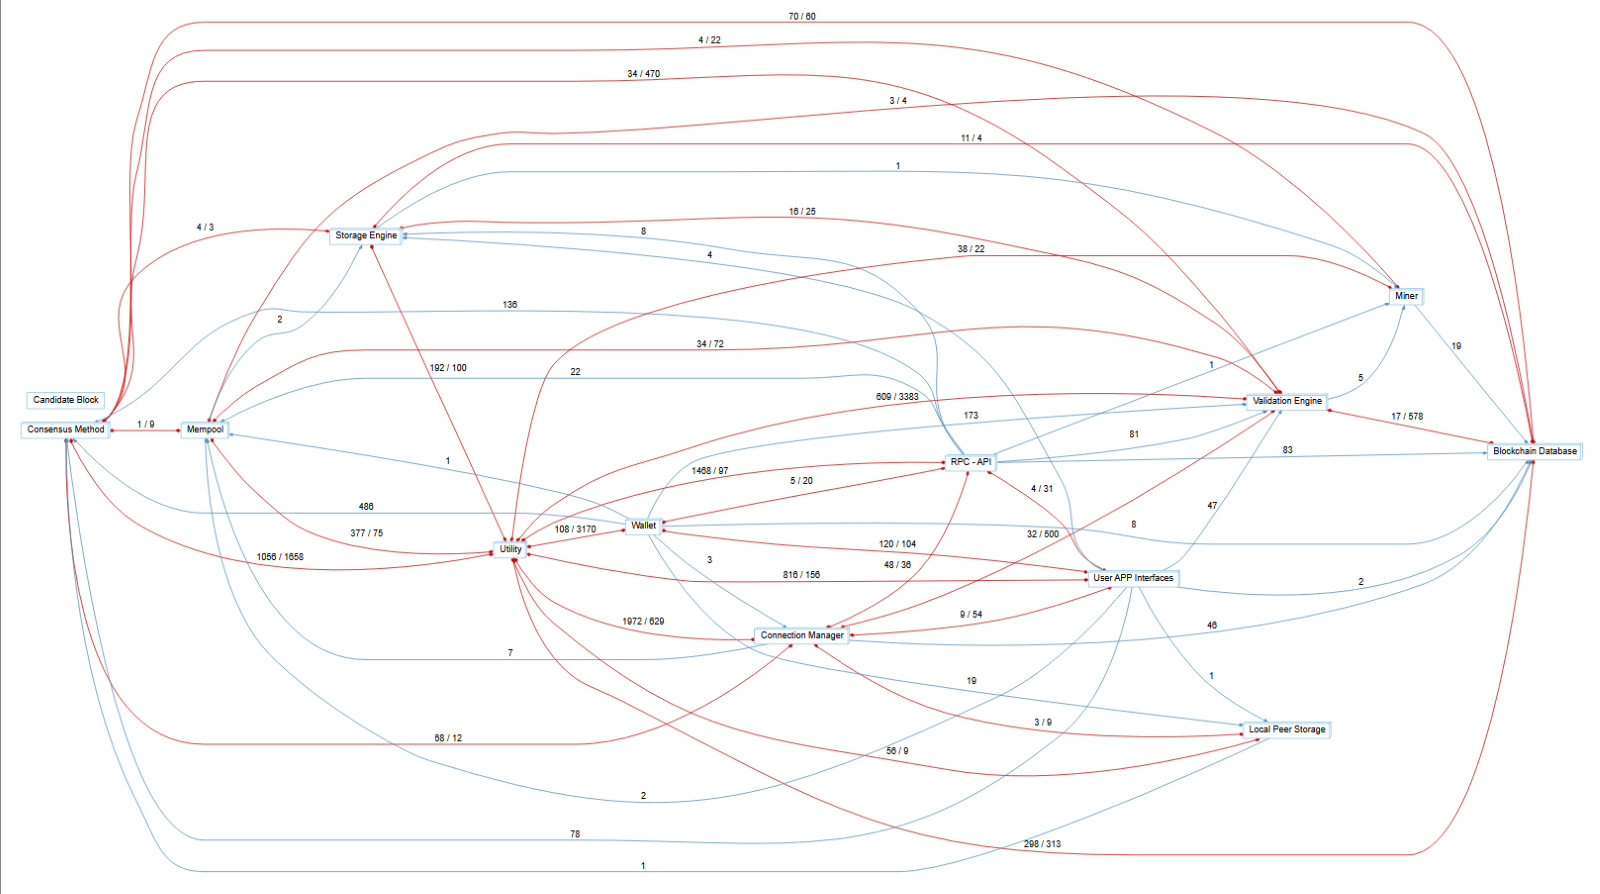 70 / 60
4 / 22
34 / 470
3 / 4
11 / 4
1
16 / 25
4 / 3
8
Storage Engine
38 / 22
4
Miner
136
2
34 / 72
19
192 / 100
22
1
5
Candidate Block
609 / 3383
Validation Engine
173
17 / 578
1 / 9
Consensus Method
Mempool
81
83
Blockchain Database
1
RPC - API
1468 / 97
5 / 20
4 / 31
486
47
Wallet
8
377 / 75
108 / 3170
32 / 500
Utility
120 / 104
1056 / 1658
3
48 / 36
816 / 156
User APP Interfaces
2
9 / 54
1972 / 629
46
Connection Manager
7
1
19
3 / 9
Local Peer Storage
68 / 12
56 / 9
2
78
298 / 313
1